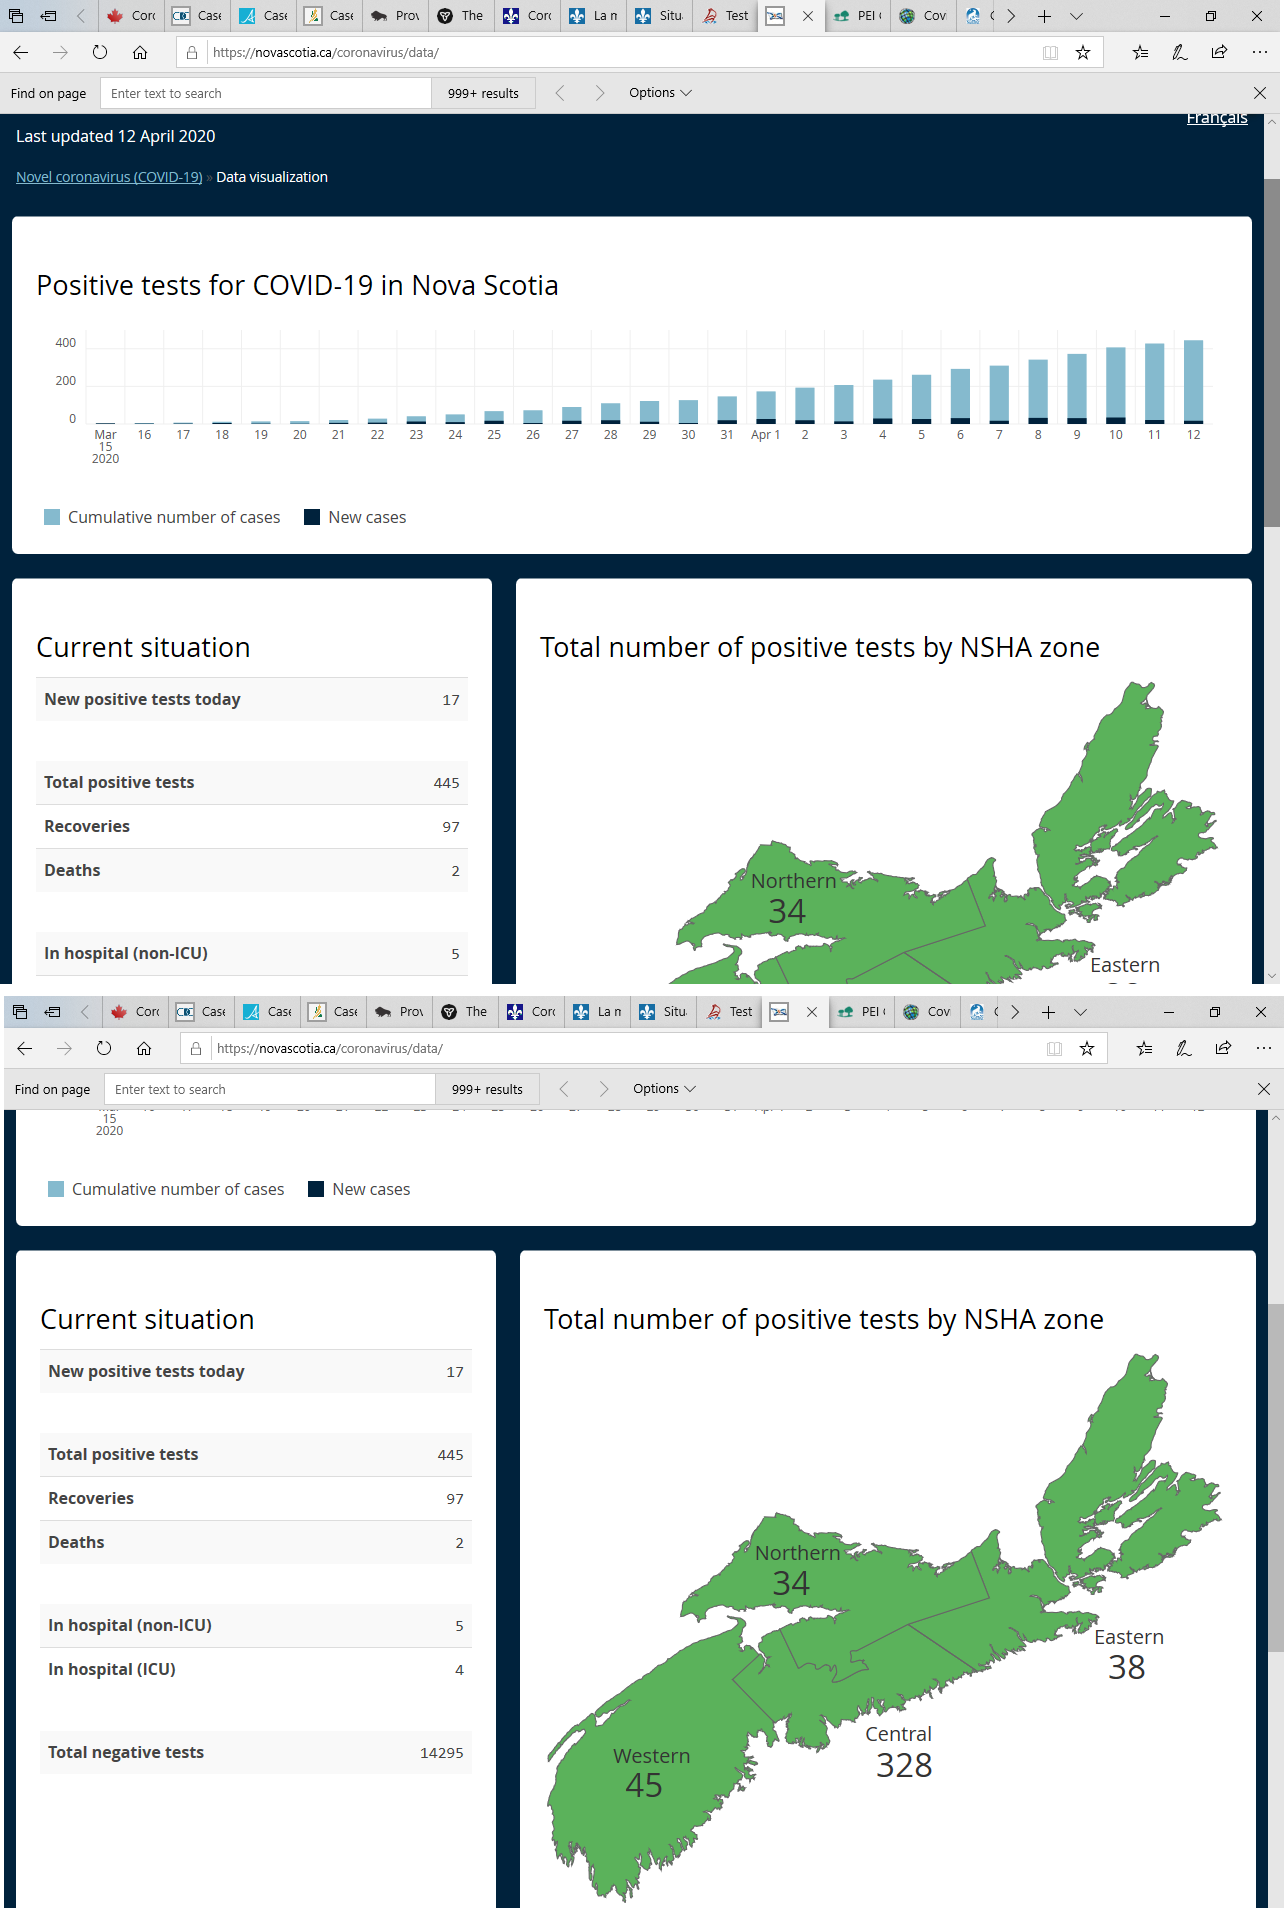 Corc
Case
Case
Case
Prov
The
Corc
La n
Situ
Test
PEI
Cov
https://novascotia.ca/coronavirus/data/
Find on page
Enter text to search
999+ results
Options
Français
Last updated 12 April 2020
Novel coronavirus (COVID-19) » Data visualization
Positive tests for COVID-19 in Nova Scotia
400
200
0
Mar 15 2020
16 17 18 19 20 21 22 23 24 25 26 27 28 29 30 31 Apr 1 2 3 4 5 6 7 8 9 10 11 12
Cumulative number of cases
New cases
Current situation
New positive tests today 17
Total positive tests 445
Recoveries 97
Deaths 2
In hospital (non-ICU) 5
Total number of positive tests by NSHA zone
Northern
34
Eastern
Corc
Case
Case
Case
Prov
The
Corc
La n
Situ
Test
PEI
Cov
https://novascotia.ca/coronavirus/data/
Find on page
Enter text to search
999+ results
Options
15
2020
Cumulative number of cases
New cases
Current situation
New positive tests today 17
Total positive tests 445
Recoveries 97
Deaths 2
In hospital (non-ICU) 5
In hospital (ICU) 4
Total negative tests 14295
Total number of positive tests by NSHA zone
Northern
34
Eastern
38
Central
328
Western
45